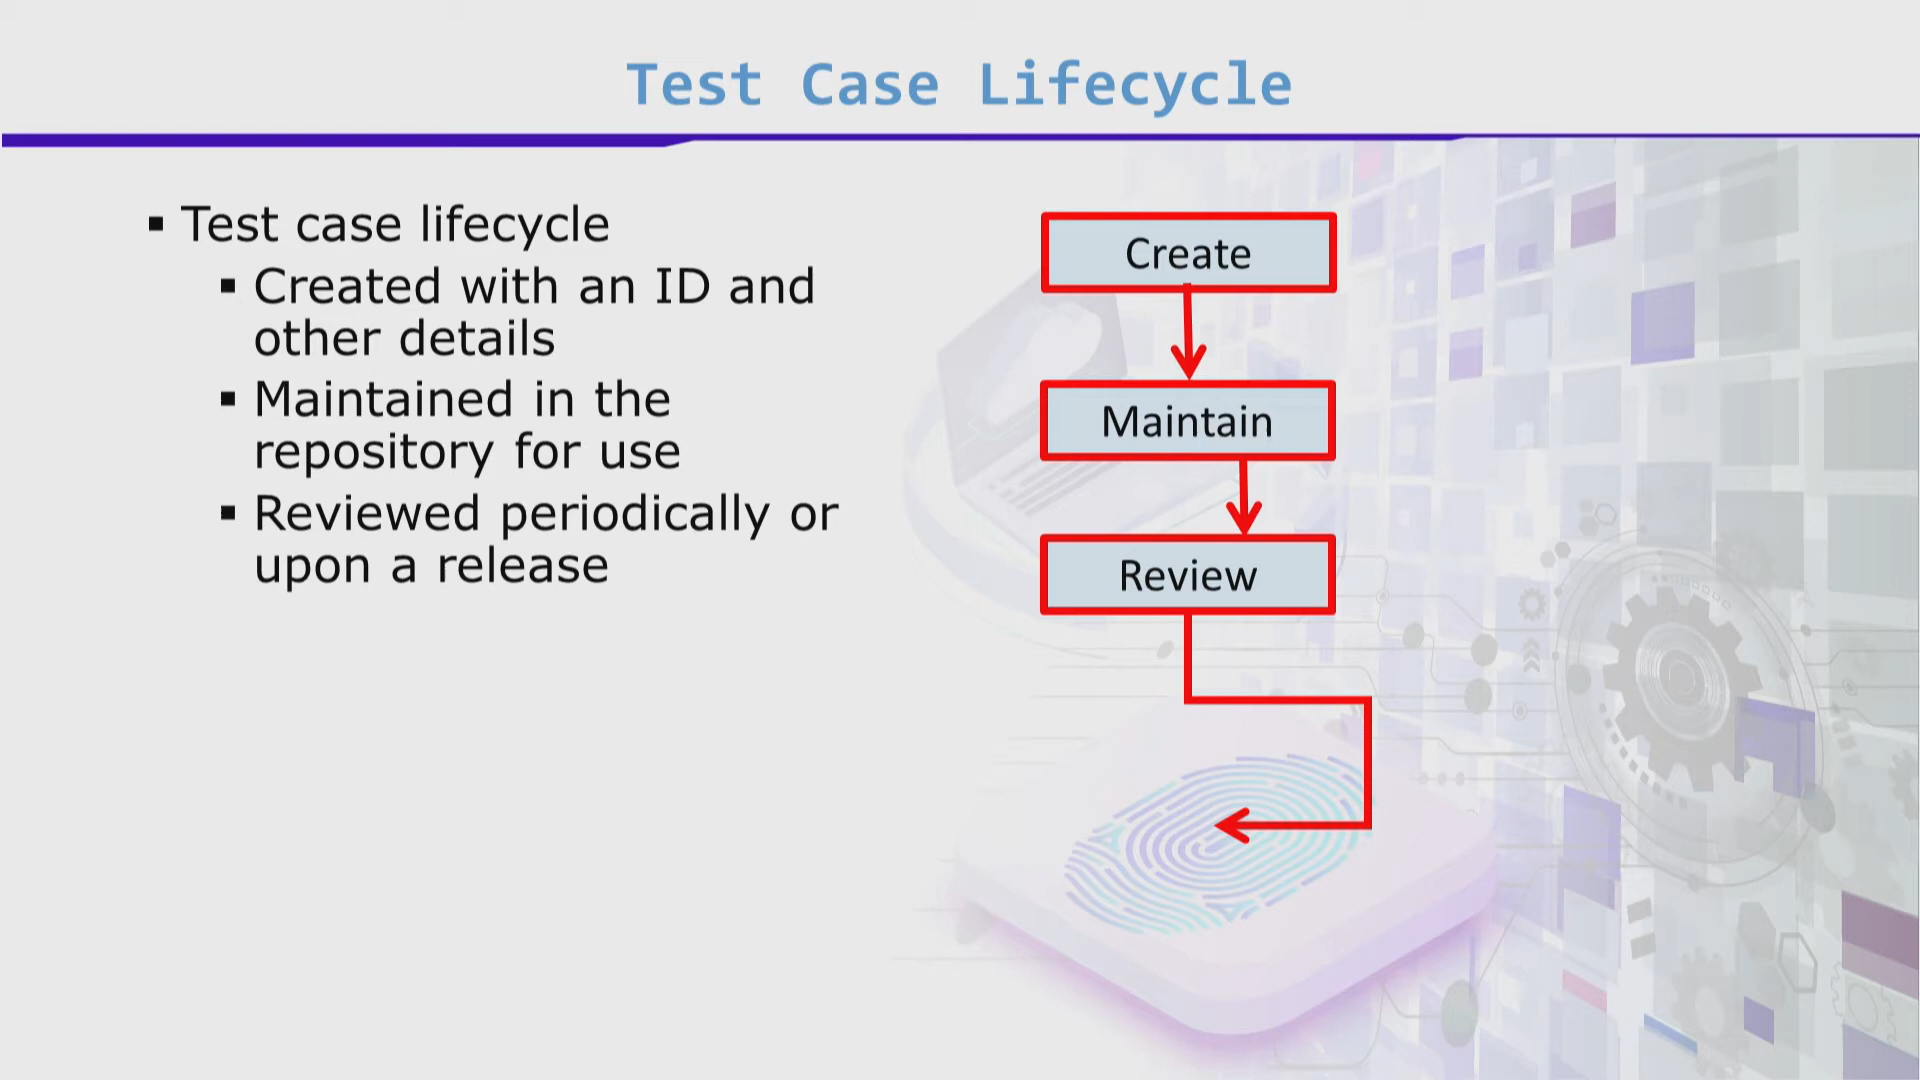 Test Case Lifecycle
Test case lifecycle
Created with an ID and
other details
Maintained in the
repository for use
Reviewed periodically or
upon a release
Create
Maintain
Review